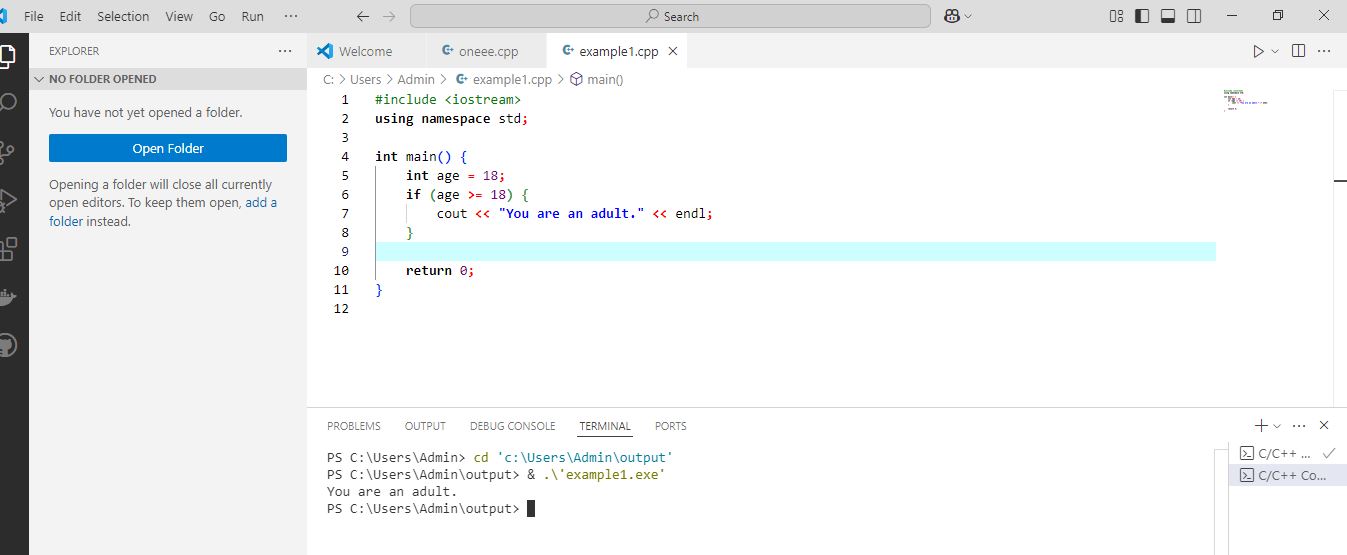 File Edit Selection View Go Run ···
Search
EXPLORER ···
NO FOLDER OPENED
You have not yet opened a folder.
Open Folder
Opening a folder will close all currently
open editors. To keep them open, add a
folder instead.
Welcome oneee.cpp example1.cpp
C: > Users > Admin > example1.cpp > main()
1 #include <iostream>
2 using namespace std;
3
4 int main() {
5 int age = 18;
6 if (age >= 18) {
7 cout << "You are an adult." << endl;
8 }
9
10 return 0;
11 }
12
PROBLEMS OUTPUT DEBUG CONSOLE TERMINAL PORTS
PS C:\Users\Admin> cd 'c:\Users\Admin\output'
PS C:\Users\Admin\output> & .\'example1.exe'
You are an adult.
PS C:\Users\Admin\output>
C/C++ ...
C/C++ Co...